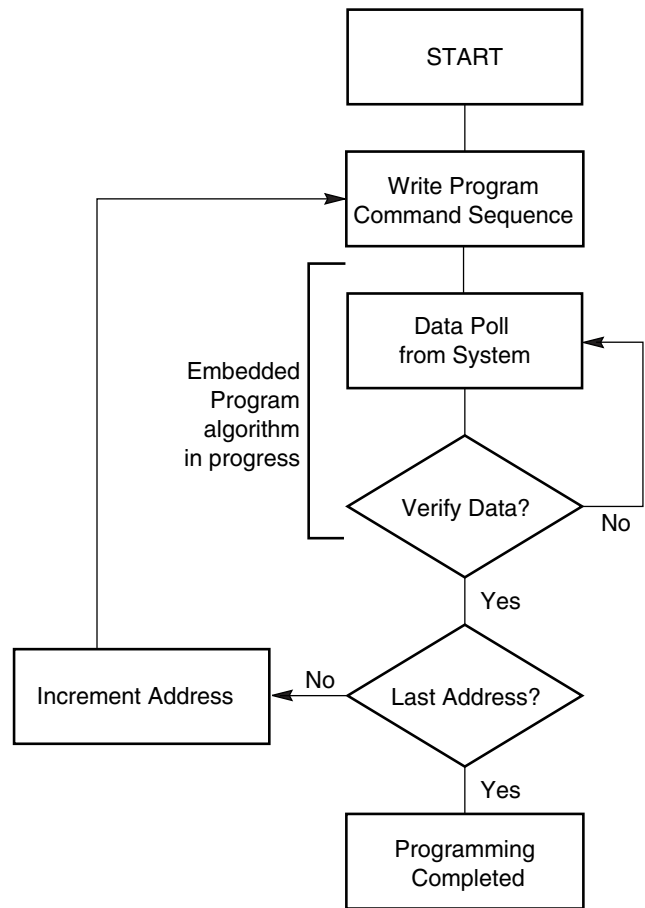 START
Write Program
Command Sequence
Data Poll
from System
Embedded
Program
algorithm
in progress
Verify Data?
No
Yes
No
Increment Address
Last Address?
Yes
Programming
Completed